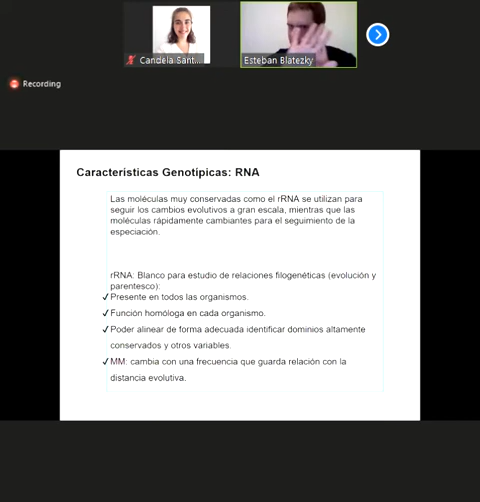 Candela Sant...
Esteban Blatezky
Recording
Características Genotípicas: RNA
Las moléculas muy conservadas como el rRNA se utilizan para
seguir los cambios evolutivos a gran escala, mientras que las
moléculas rápidamente cambiantes para el seguimiento de la
especiación.
rRNA: Blanco para estudio de relaciones filogenéticas (evolución y
parentesco):
✓Presente en todos las organismos.
✓Función homóloga en cada organismo.
✓Poder alinear de forma adecuada identificar dominios altamente
conservados y otros variables.
✓MM: cambia con una frecuencia que guarda relación con la
distancia evolutiva.